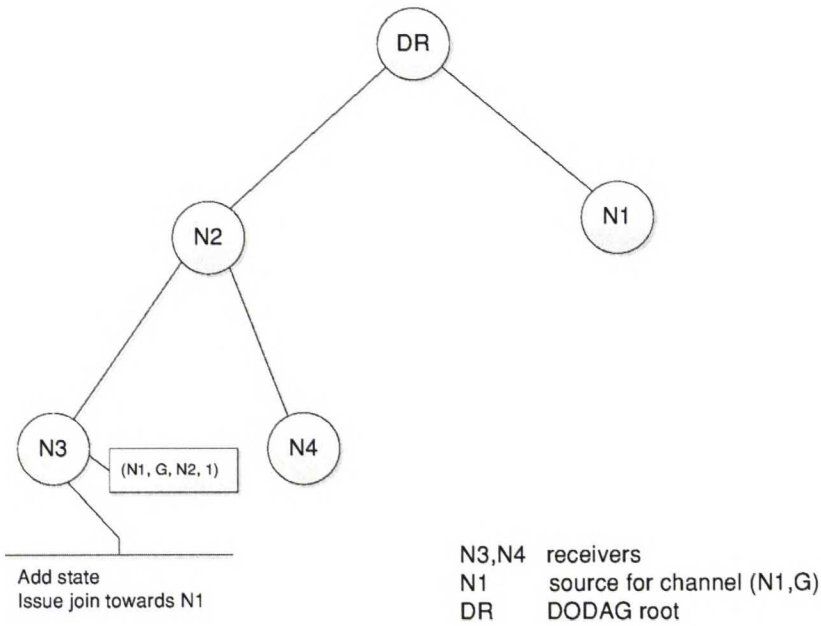 DR
N1
N2
N3
N4
(N1, G, N2, 1)
Add state
Issue join towards N1
N3,N4 receivers
N1 source for channel (N1,G)
DR DODAG root